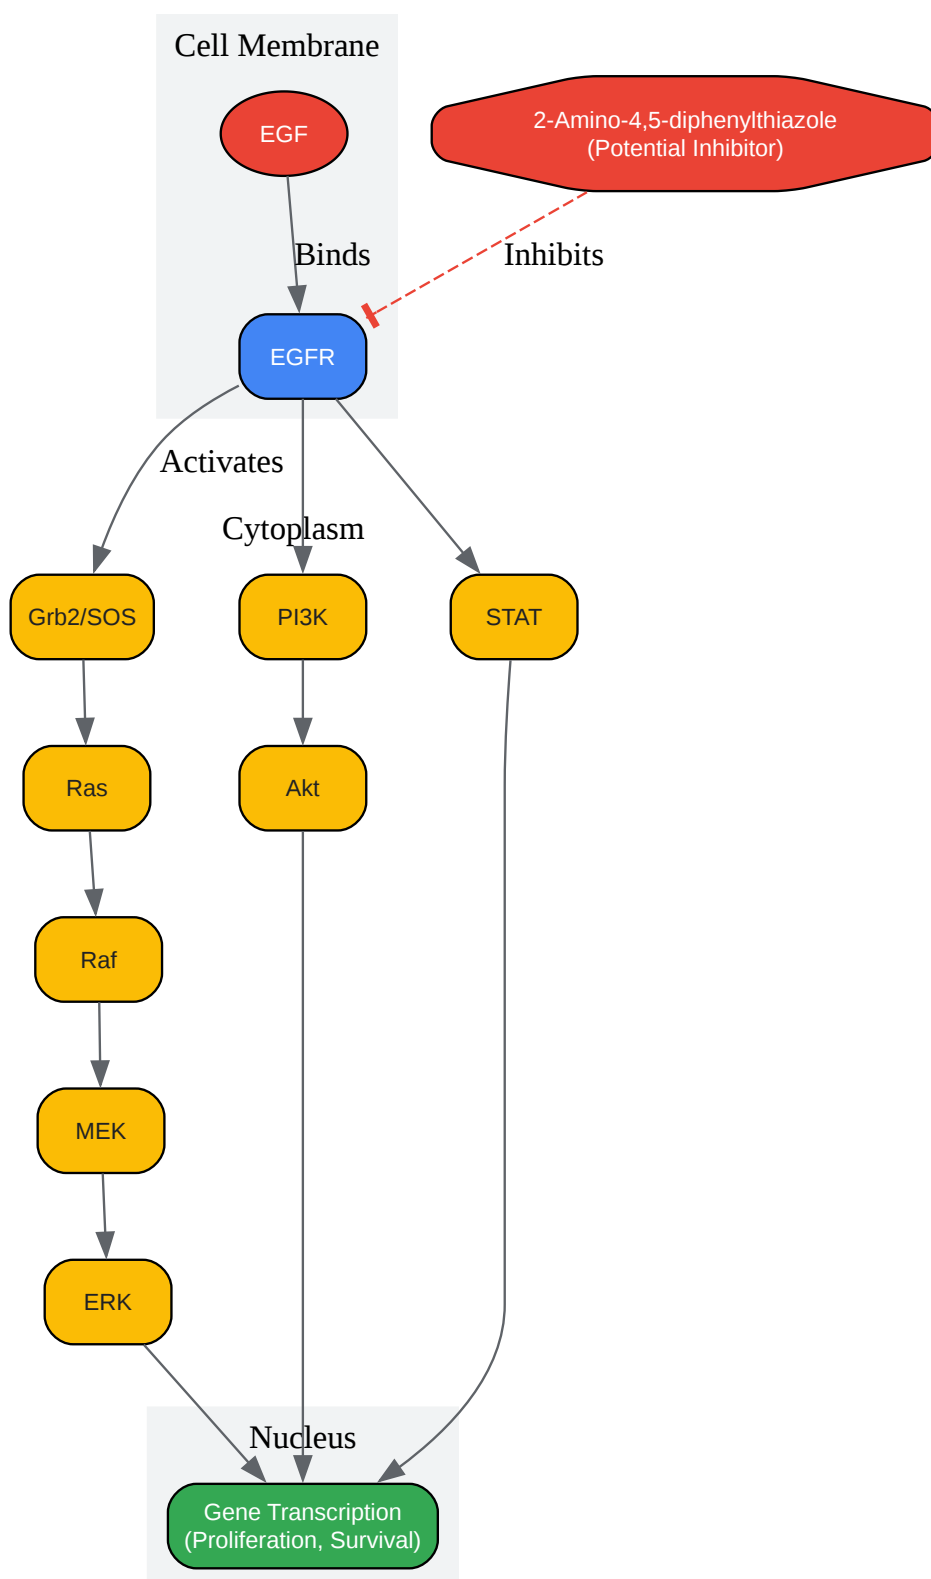 Cell Membrane
EGF
2-Amino-4,5-diphenylthiazole
(Potential Inhibitor)
Binds
Inhibits
EGFR
Activates
Cytoplasm
Grb2/SOS
PI3K
STAT
Ras
Akt
Raf
MEK
ERK
Nucleus
Gene Transcription
(Proliferation, Survival)